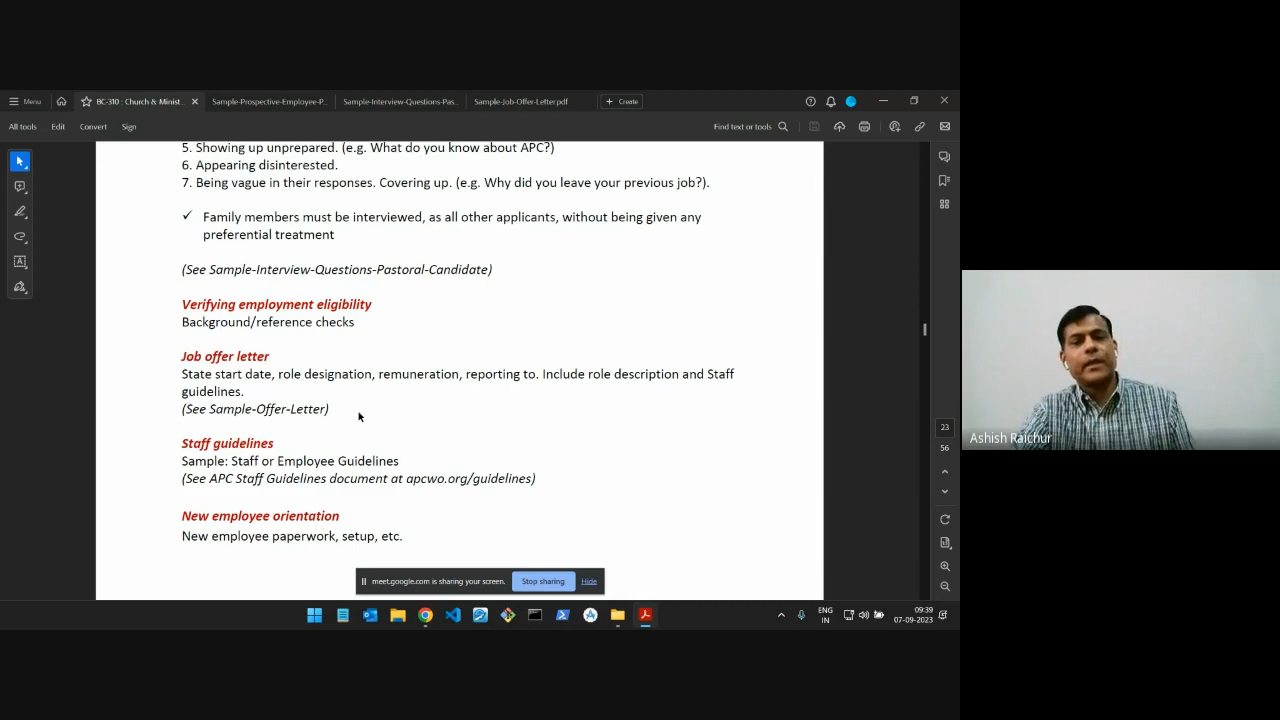 Menu
BC-310 : Church & Minist...
Sample-Prospective-Employee-P...
Sample-Interview-Questions-Pas...
Sample-Job-Offer-Letter.pdf
+ Create
All tools
Edit
Convert
Sign
Find text or tools
5. Showing up unprepared. (e.g. What do you know about APC?)
6. Appearing disinterested.
7. Being vague in their responses. Covering up. (e.g. Why did you leave your previous job?).
✓ Family members must be interviewed, as all other applicants, without being given any
preferential treatment
(See Sample-Interview-Questions-Pastoral-Candidate)
Verifying employment eligibility
Background/reference checks
Job offer letter
State start date, role designation, remuneration, reporting to. Include role description and Staff
guidelines.
(See Sample-Offer-Letter)
Staff guidelines
Sample: Staff or Employee Guidelines
(See APC Staff Guidelines document at apcwo.org/guidelines)
New employee orientation
New employee paperwork, setup, etc.
23
56
Ashish Raichur
meet.google.com is sharing your screen.
Stop sharing
Hide
ENG
IN
09:39
07-09-2023